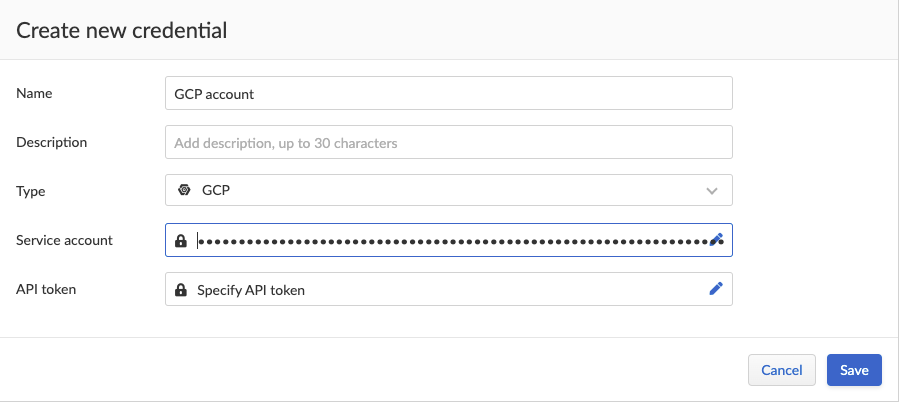 Create new credential
Name
GCP account
Description
Add description, up to 30 characters
Type
GCP
Service account
API token
Specify API token
Cancel
Save